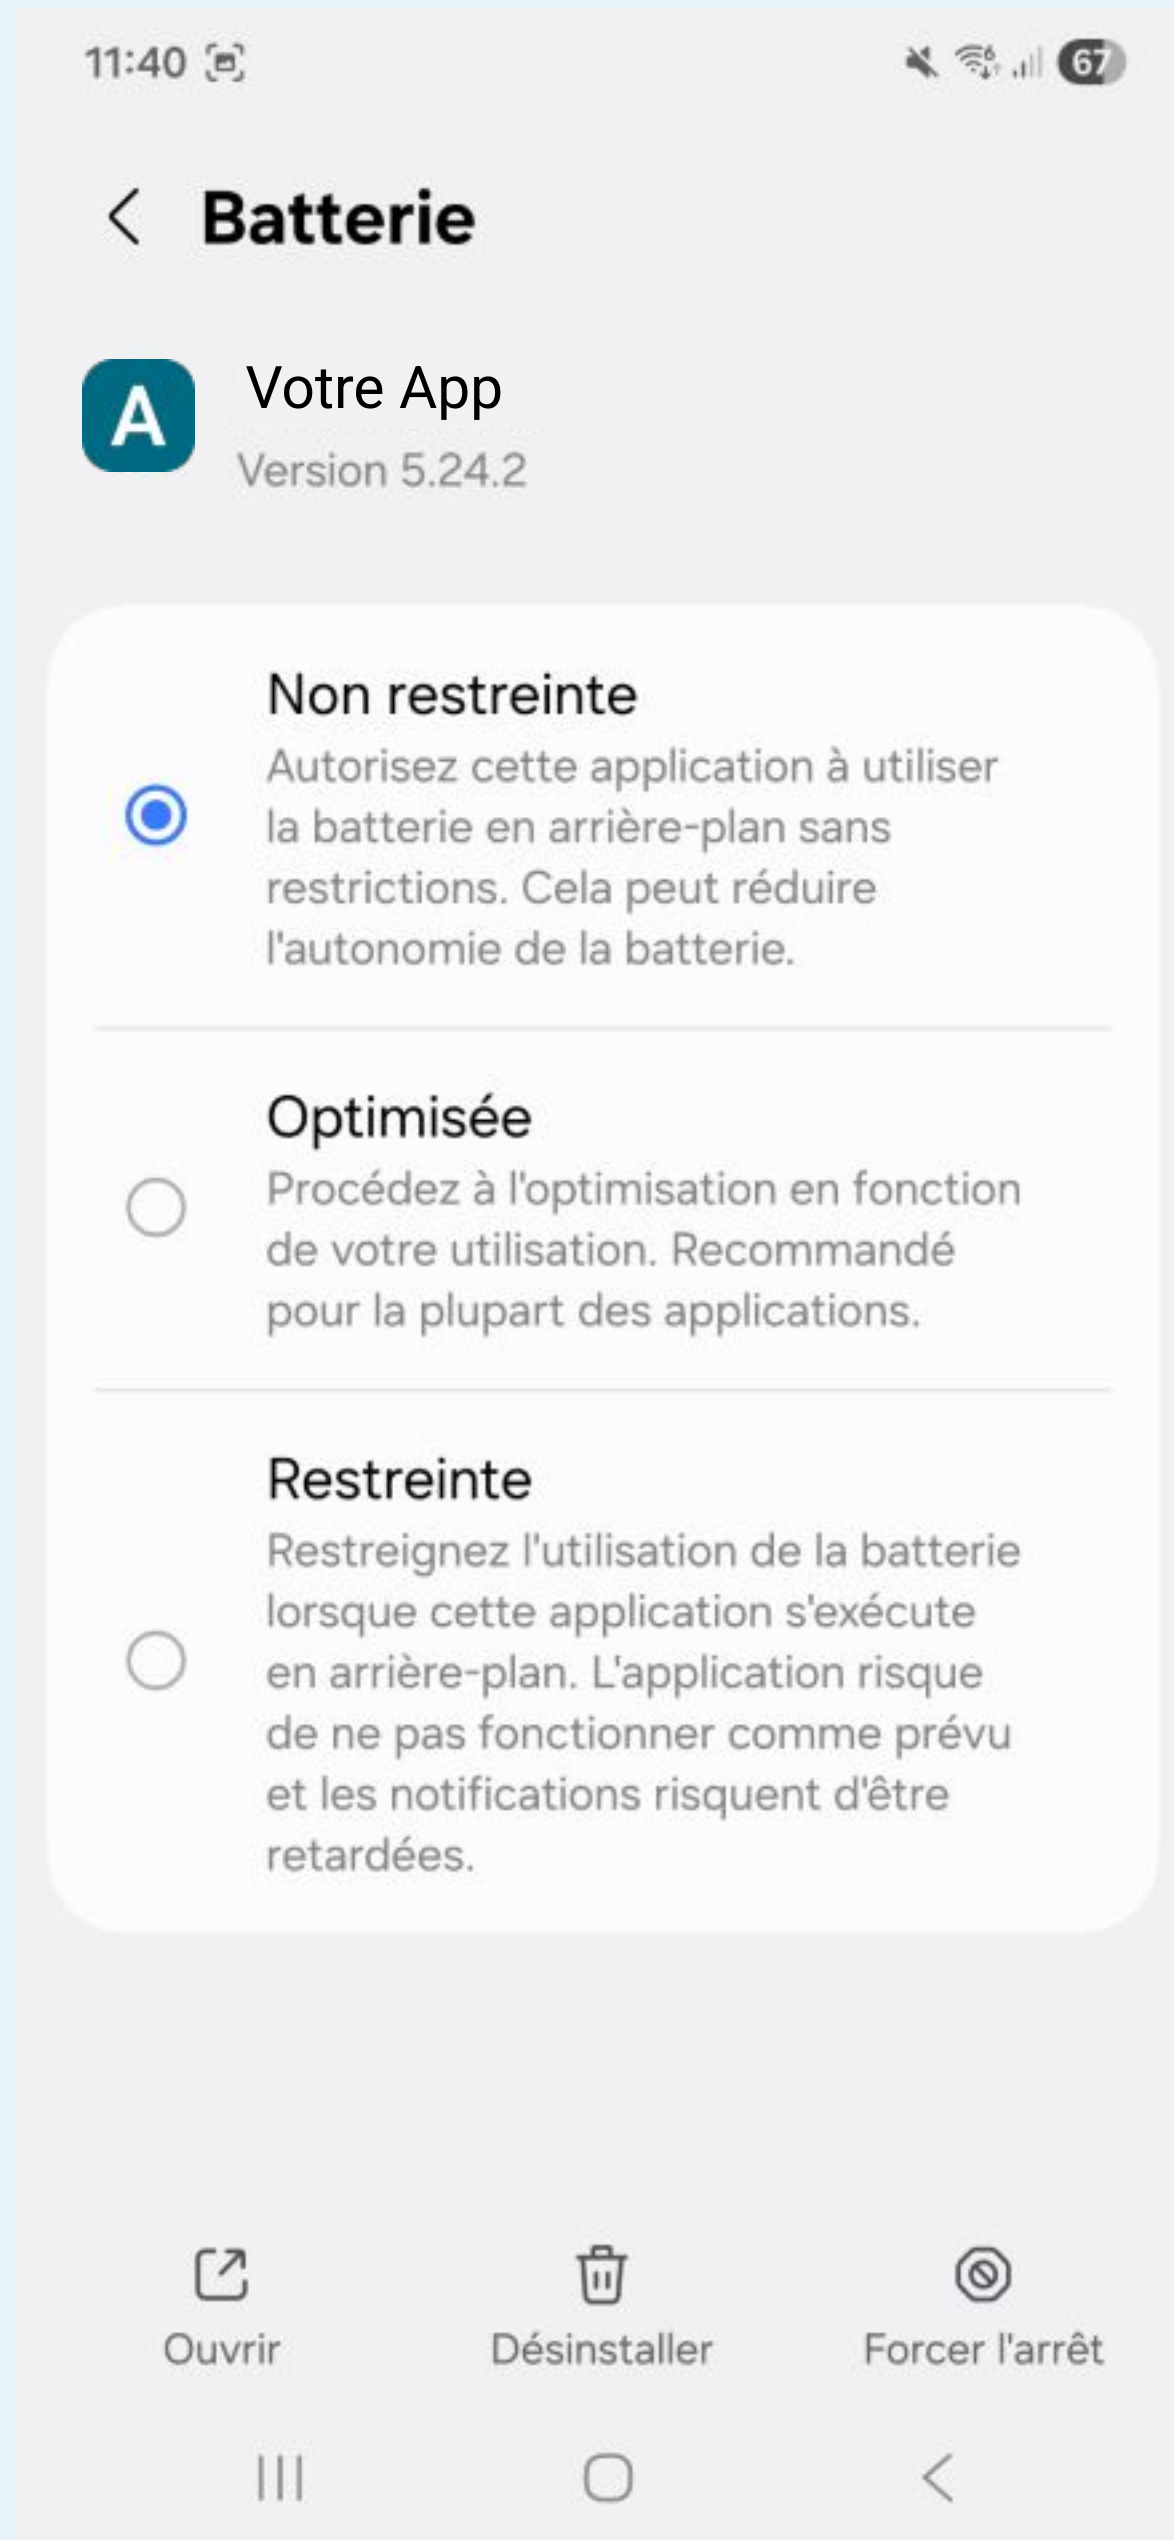 11:40
67
Batterie
A
Votre App
Version 5.24.2
Non restreinte
Autorisez cette application à utiliser
la batterie en arrière-plan sans
restrictions. Cela peut réduire
l'autonomie de la batterie.
Optimisée
Procédez à l'optimisation en fonction
de votre utilisation. Recommandé
pour la plupart des applications.
Restreinte
Restreignez l'utilisation de la batterie
lorsque cette application s'exécute
en arrière-plan. L'application risque
de ne pas fonctionner comme prévu
et les notifications risquent d'être
retardées.
Ouvrir
Désinstaller
Forcer l'arrêt